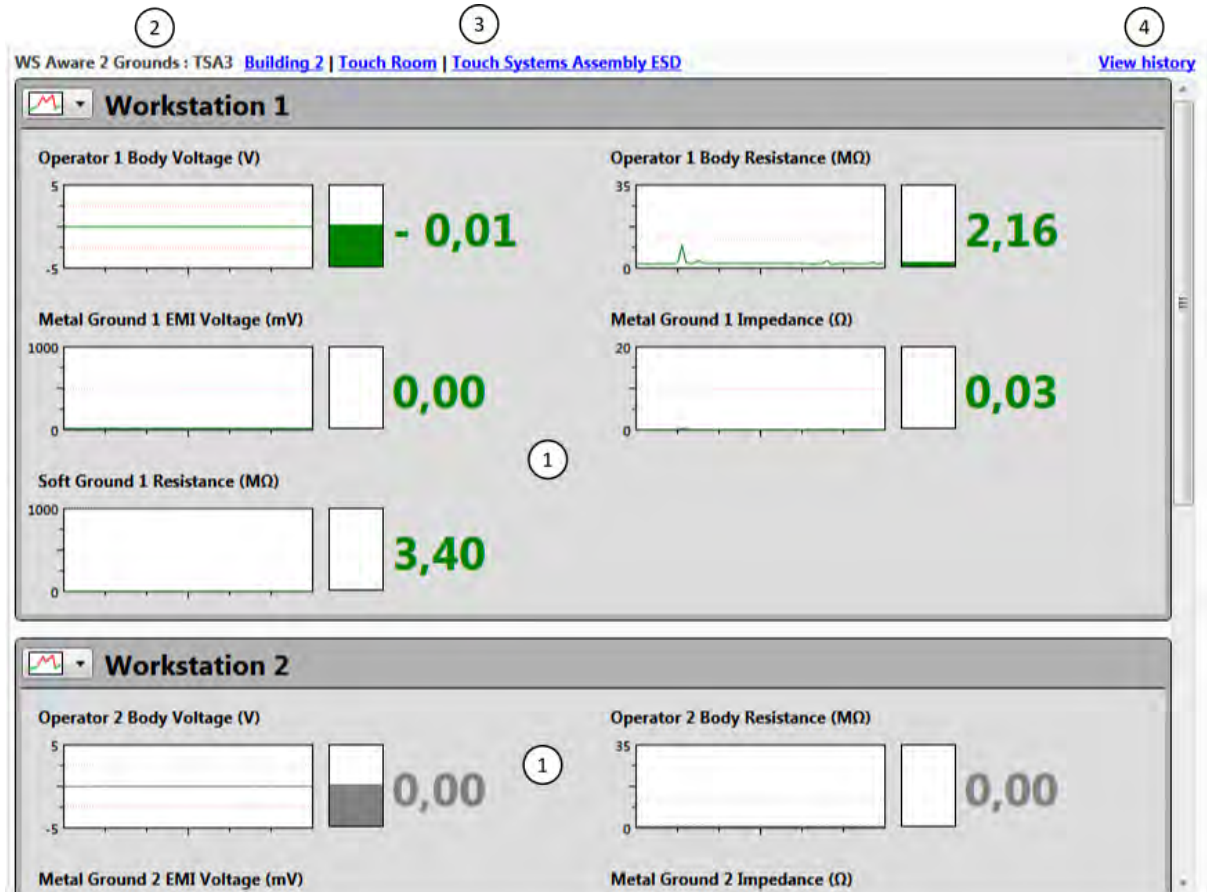 2 3 4
WS Aware 2 Grounds : TSA3 Building 2 | Touch Room | Touch Systems Assembly ESD View history
Workstation 1
Operator 1 Body Voltage (V) Operator 1 Body Resistance (MΩ)
5 35
- 0,01 2,16
-5 0
Metal Ground 1 EMI Voltage (mV) Metal Ground 1 Impedance (Ω)
1000 20
0,00 0,03
0 0
1
Soft Ground 1 Resistance (MΩ)
1000
3,40
0
Workstation 2
Operator 2 Body Voltage (V) Operator 2 Body Resistance (MΩ)
5 35
1
0,00 0,00
-5 0
Metal Ground 2 EMI Voltage (mV) Metal Ground 2 Impedance (Ω)